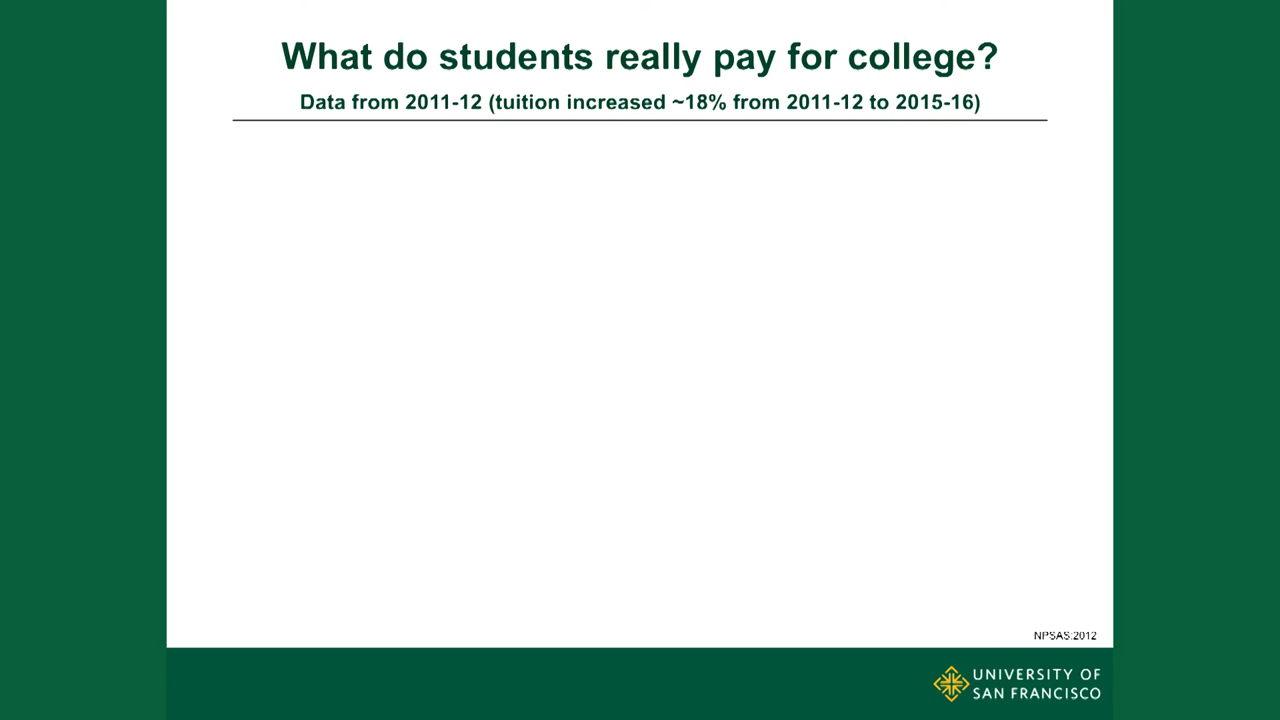 What do students really pay for college?
Data from 2011-12 (tuition increased ~18% from 2011-12 to 2015-16)
NPSAS:2012
UNIVERSITY OF
SAN FRANCISCO